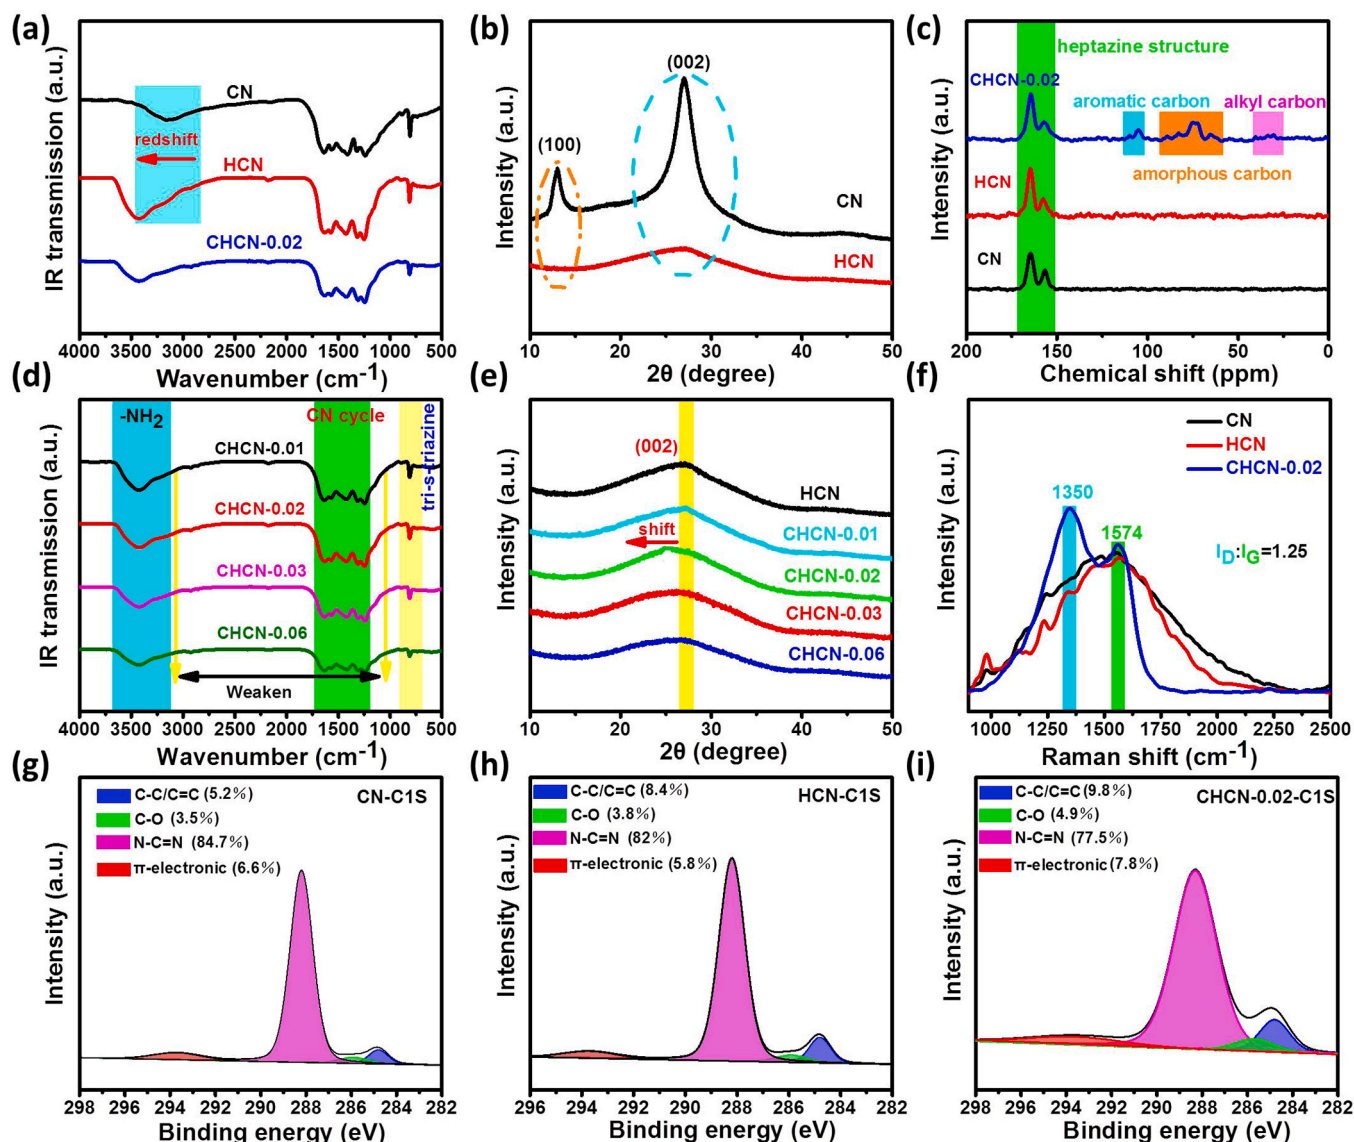 (a)
IR transmission (a.u.)
CN
redshift
HCN
CHCN-0.02
4000 3500 3000 2500 2000 1500 1000 500
Wavenumber (cm-1)
(b)
Intensity (a.u.)
(002)
(100)
CN
HCN
10 20 30 40 50
2θ (degree)
(c)
Intensity (a.u.)
heptazine structure
CHCN-0.02
aromatic carbon alkyl carbon
amorphous carbon
HCN
CN
200 150 100 50 0
Chemical shift (ppm)
(d)
IR transmission (a.u.)
-NH2
CN cycle
tri-s-triazine
CHCN-0.01
CHCN-0.02
CHCN-0.03
CHCN-0.06
Weaken
4000 3500 3000 2500 2000 1500 1000 500
Wavenumber (cm-1)
(e)
Intensity (a.u.)
(002)
HCN
shift
CHCN-0.01
CHCN-0.02
CHCN-0.03
CHCN-0.06
10 20 30 40 50
2θ (degree)
(f)
Intensity (a.u.)
CN
HCN
CHCN-0.02
1350
1574
ID:IG=1.25
1000 1250 1500 1750 2000 2250 2500
Raman shift (cm-1)
(g)
Intensity (a.u.)
C-C/C=C (5.2%)
C-O (3.5%)
N-C=N (84.7%)
π-electronic (6.6%)
CN-C1S
298 296 294 292 290 288 286 284 282
Binding energy (eV)
(h)
Intensity (a.u.)
C-C/C=C (8.4%)
C-O (3.8%)
N-C=N (82%)
π-electronic (5.8%)
HCN-C1S
296 294 292 290 288 286 284 282
Binding energy (eV)
(i)
Intensity (a.u.)
C-C/C=C (9.8%)
C-O (4.9%)
N-C=N (77.5%)
π-electronic (7.8%)
CHCN-0.02-C1S
298 296 294 292 290 288 286 284 282
Binding energy (eV)